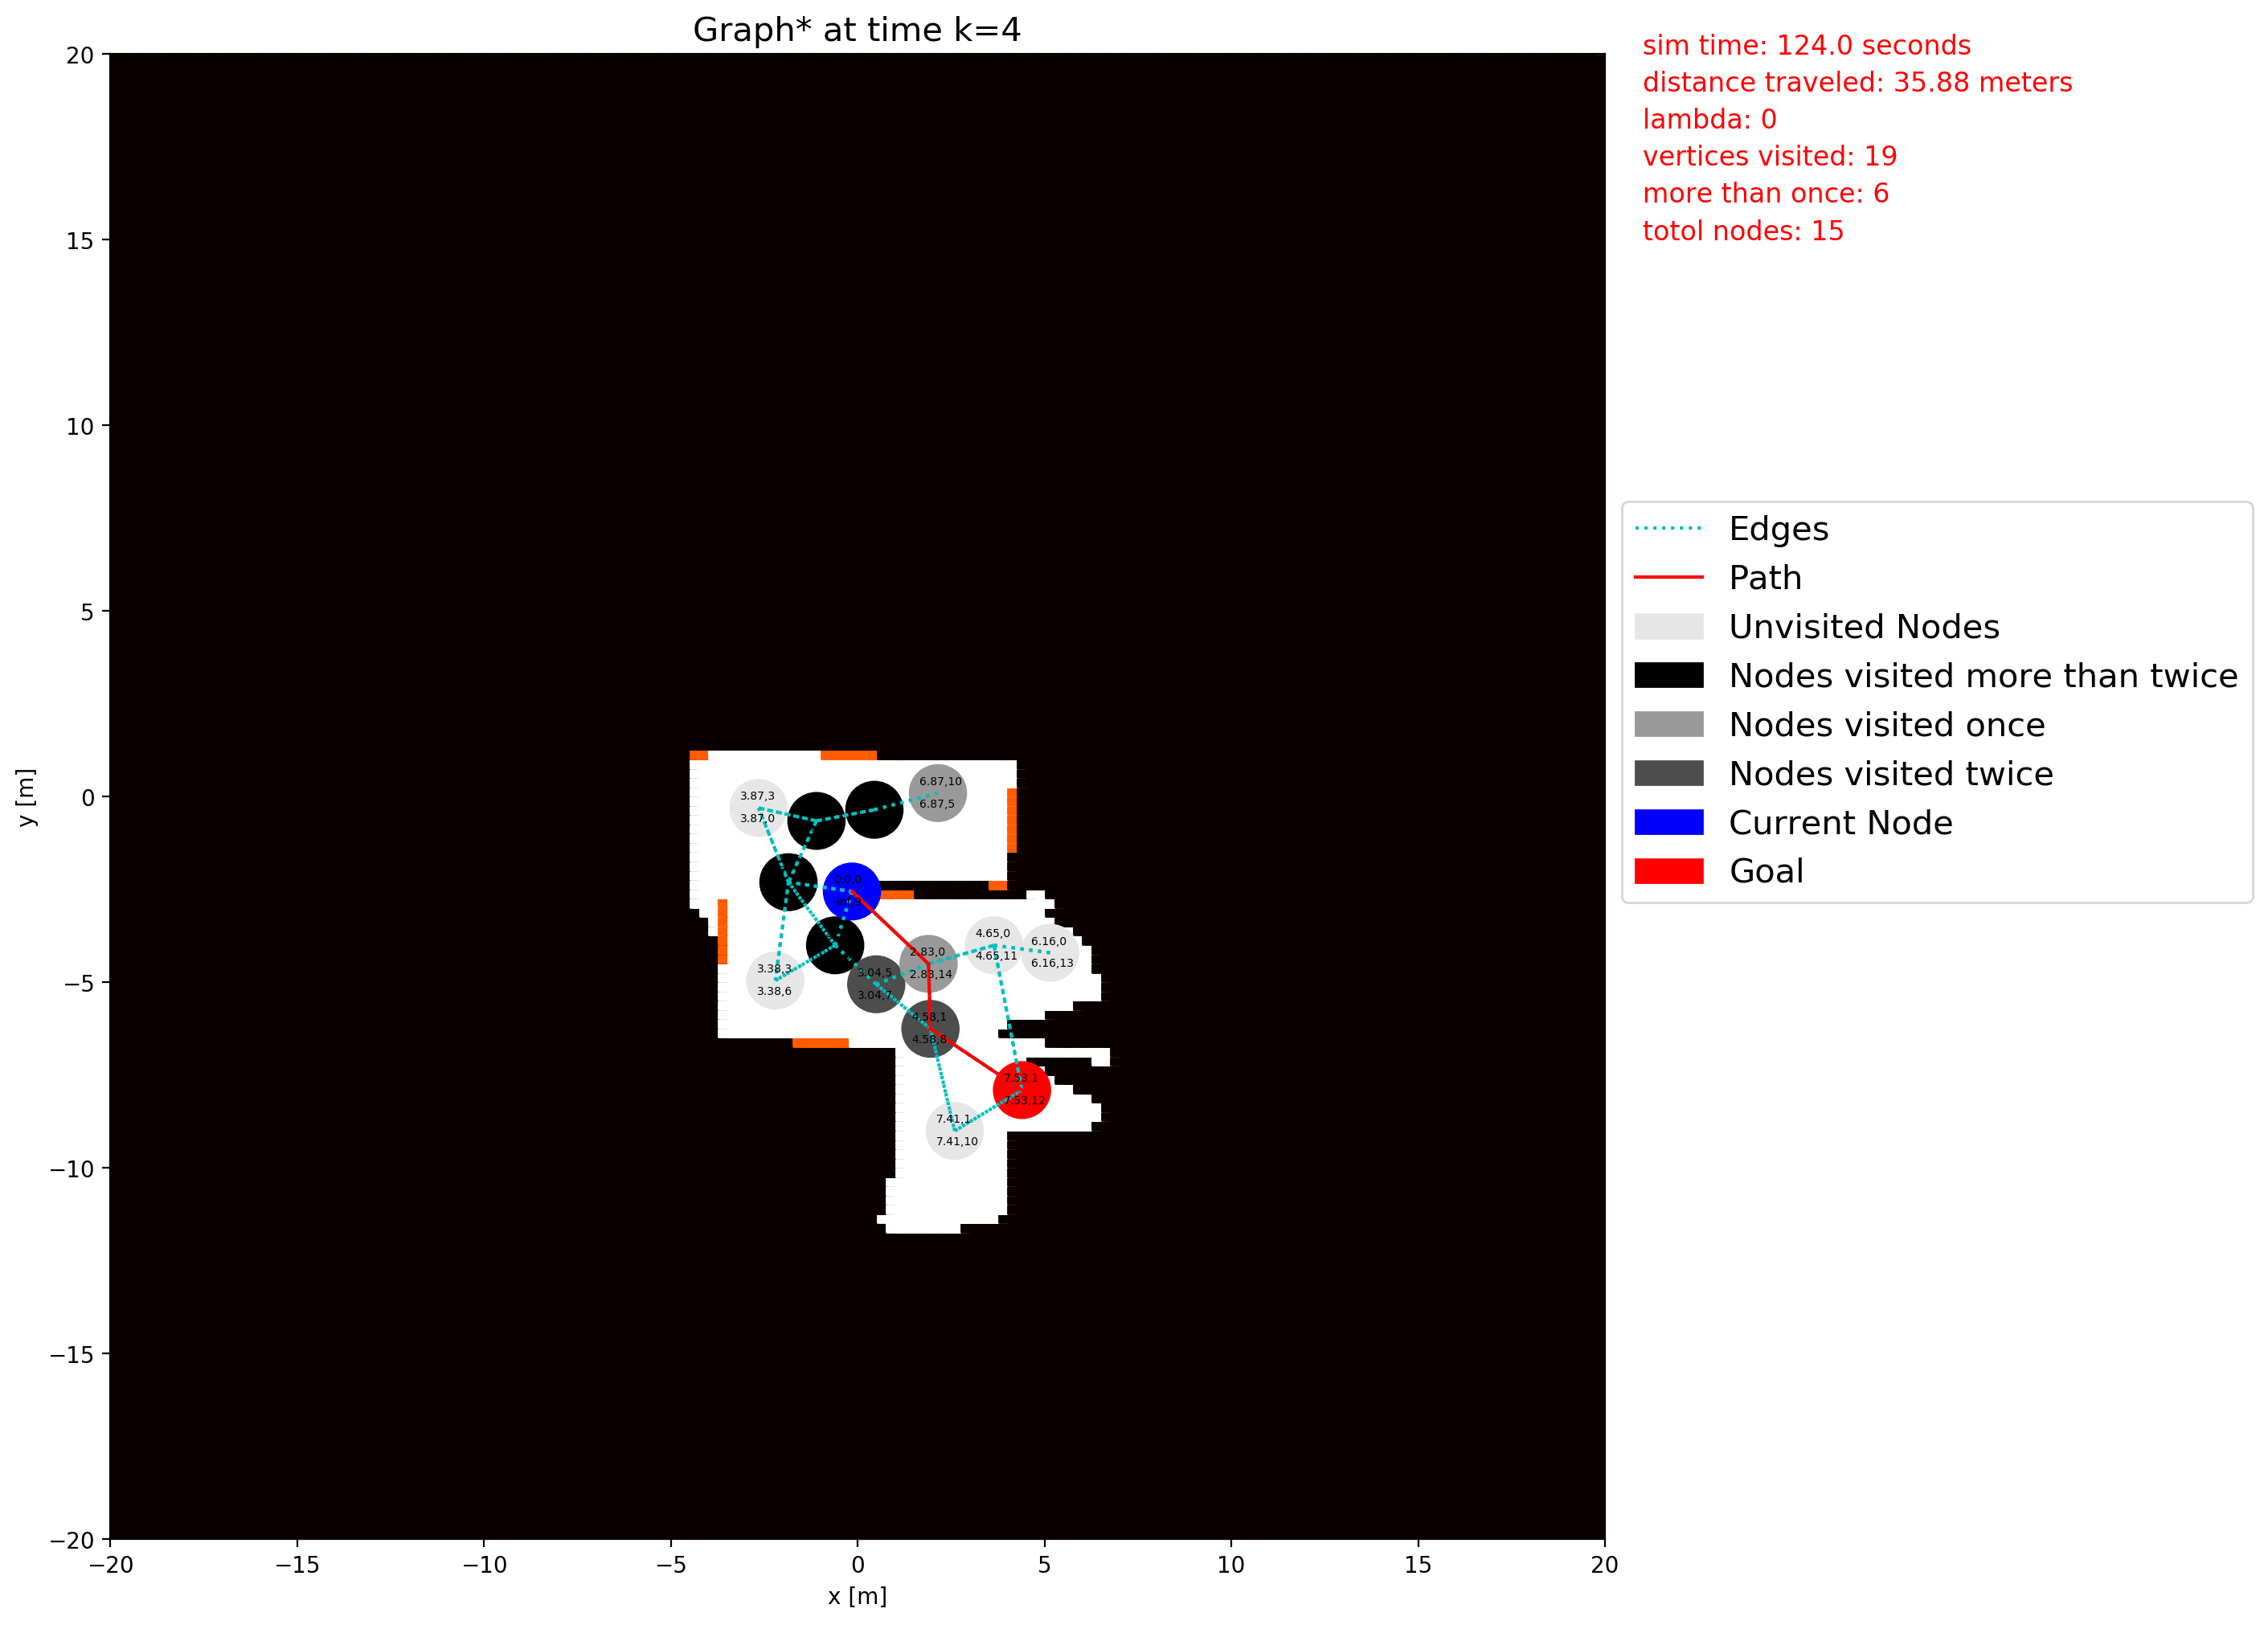 Graph* at time k=4
sim time: 124.0 seconds
distance traveled: 35.88 meters
lambda: 0
vertices visited: 19
more than once: 6
totol nodes: 15
20
15
10
5
0
−5
−10
−15
−20
y [m]
−20
−15
−10
−5
0
5
10
15
20
x [m]
Edges
Path
Unvisited Nodes
Nodes visited more than twice
Nodes visited once
Nodes visited twice
Current Node
Goal
6.87,10
6.87,5
3.87,3
3.87,0
0.0,0
2.83,0
2.83,14
4.65,0
4.65,11
6.16,0
6.16,13
3.38,3
3.38,6
3.04,5
3.04,7
4.58,1
4.58,8
7.53,1
7.53,12
7.41,1
7.41,10